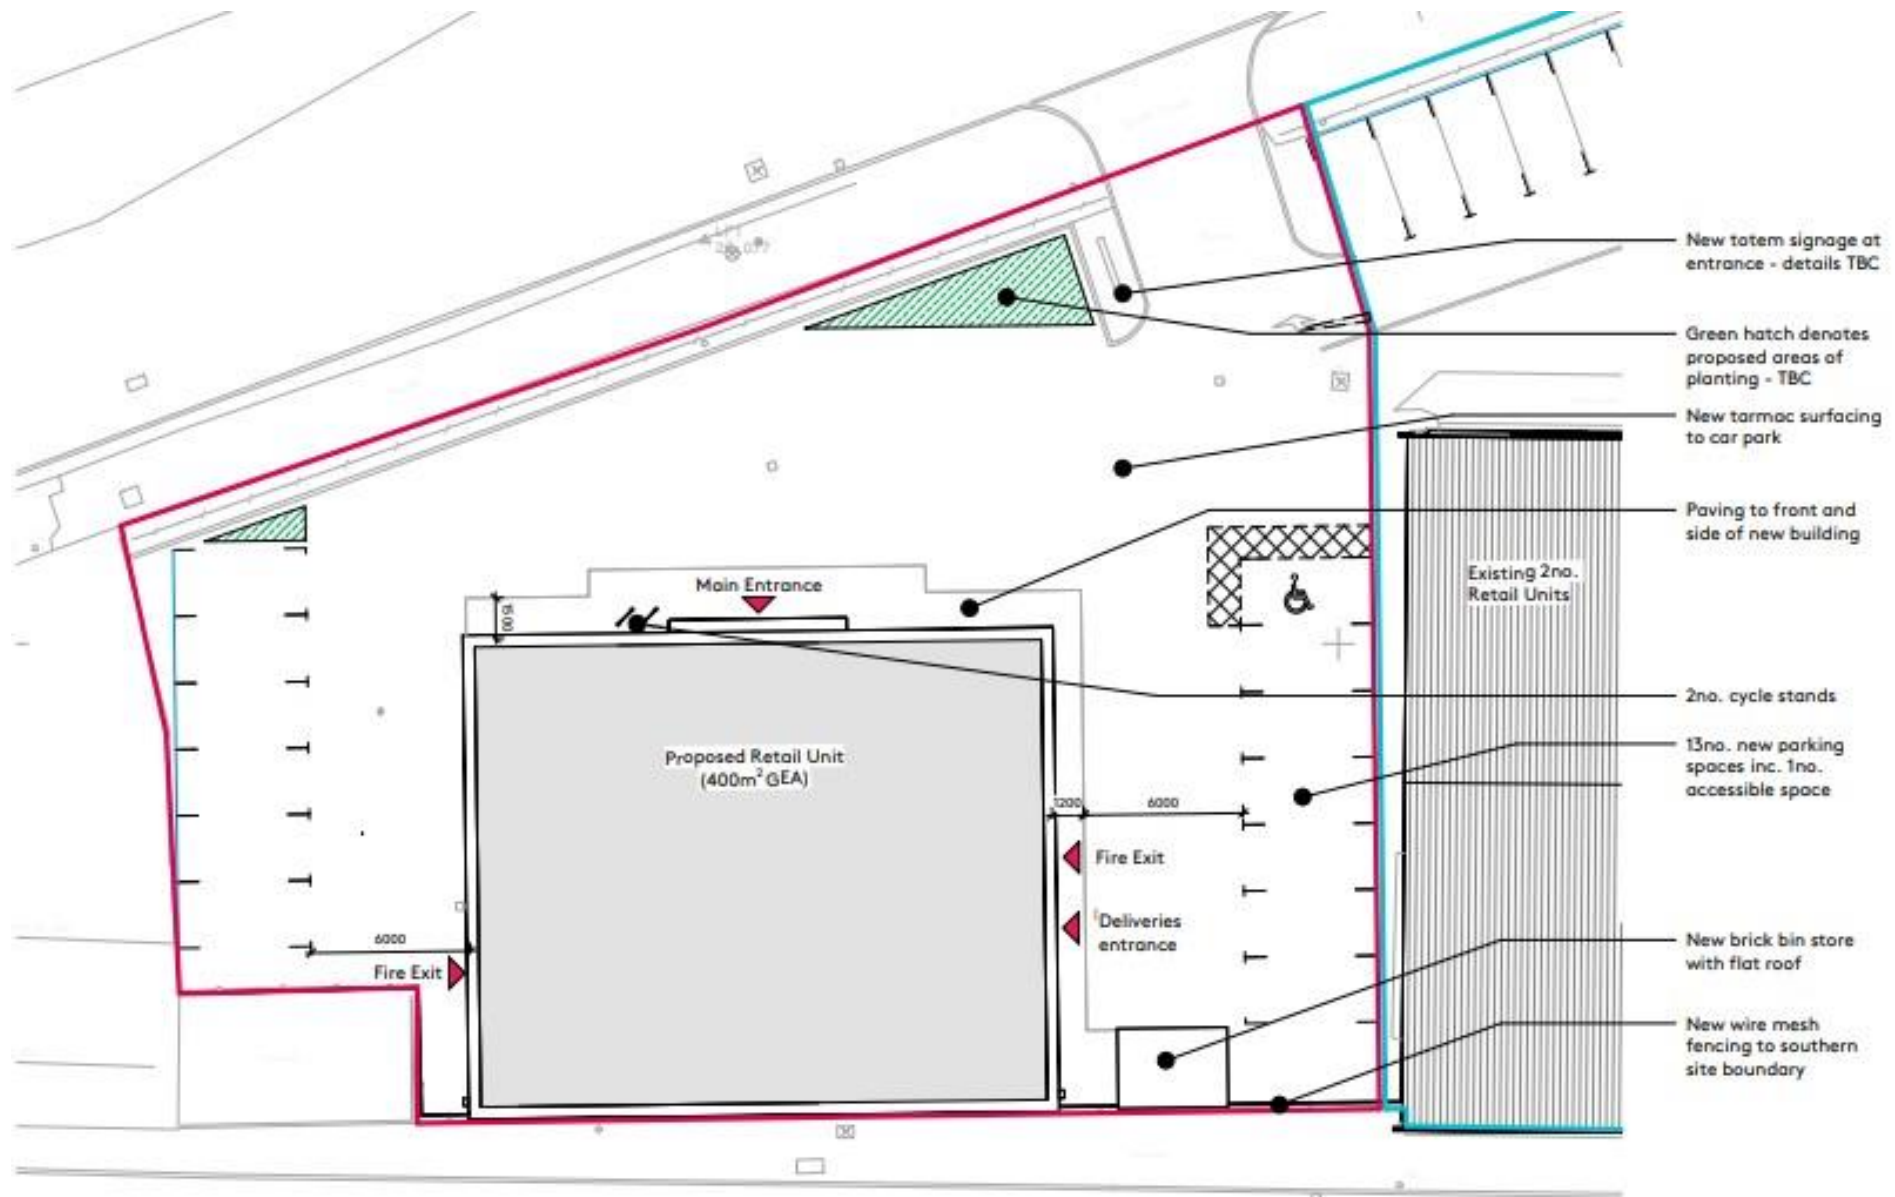 New totem signage at
entrance - details TBC
Green hatch denotes
proposed areas of
planting - TBC
New tarmac surfacing
to car park
Paving to front and
side of new building
Existing 2no.
Retail Units
Main Entrance
1500
2no. cycle stands
Proposed Retail Unit
(400m² GEA)
13no. new parking
spaces inc. 1no.
accessible space
1200
6000
Fire Exit
Deliveries
entrance
6000
Fire Exit
New brick bin store
with flat roof
New wire mesh
fencing to southern
site boundary